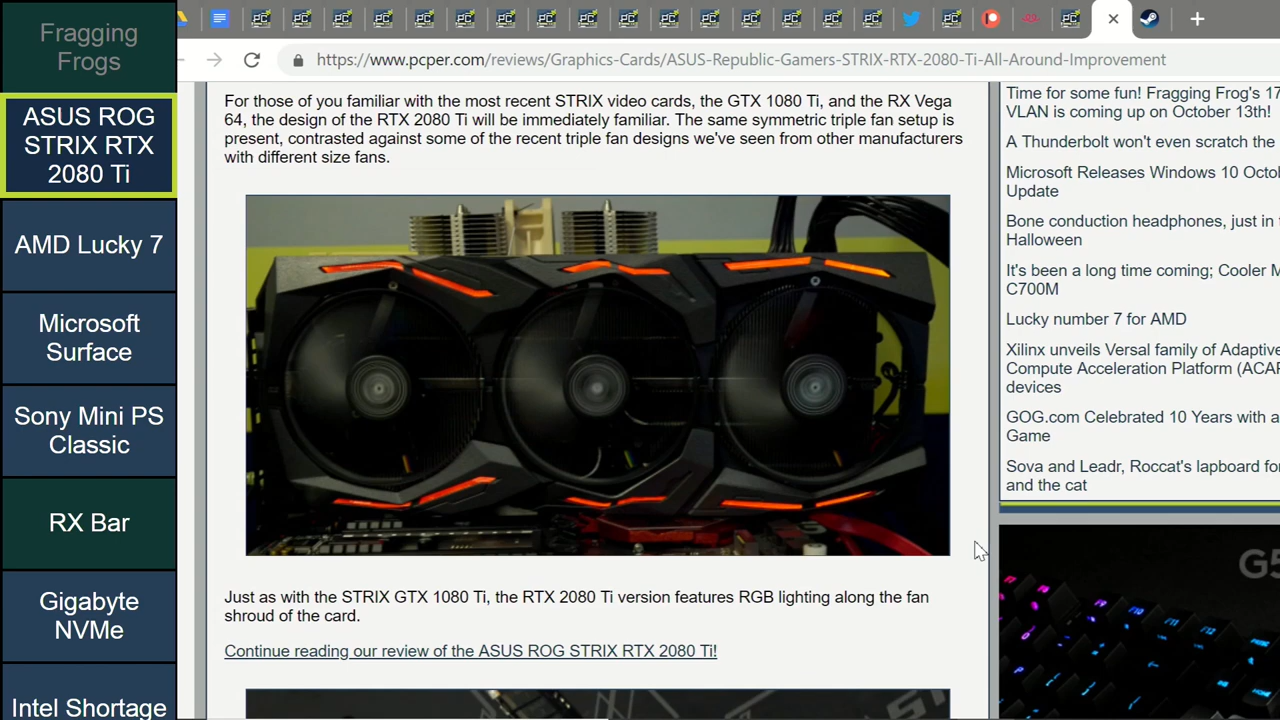 Fragging
Frogs
ASUS ROG
STRIX RTX
2080 Ti
AMD Lucky 7
Microsoft
Surface
Sony Mini PS
Classic
RX Bar
Gigabyte
NVMe
Intel Shortage
https://www.pcper.com/reviews/Graphics-Cards/ASUS-Republic-Gamers-STRIX-RTX-2080-Ti-All-Around-Improvement
For those of you familiar with the most recent STRIX video cards, the GTX 1080 Ti, and the RX Vega
64, the design of the RTX 2080 Ti will be immediately familiar. The same symmetric triple fan setup is
present, contrasted against some of the recent triple fan designs we've seen from other manufacturers
with different size fans.
Just as with the STRIX GTX 1080 Ti, the RTX 2080 Ti version features RGB lighting along the fan
shroud of the card.
Continue reading our review of the ASUS ROG STRIX RTX 2080 Ti!
Time for some fun! Fragging Frog's 17
VLAN is coming up on October 13th!
A Thunderbolt won't even scratch the
Microsoft Releases Windows 10 Octo
Update
Bone conduction headphones, just in
Halloween
It's been a long time coming; Cooler M
C700M
Lucky number 7 for AMD
Xilinx unveils Versal family of Adaptive
Compute Acceleration Platform (ACAP
devices
GOG.com Celebrated 10 Years with a
Game
Sova and Leadr, Roccat's lapboard fo
and the cat